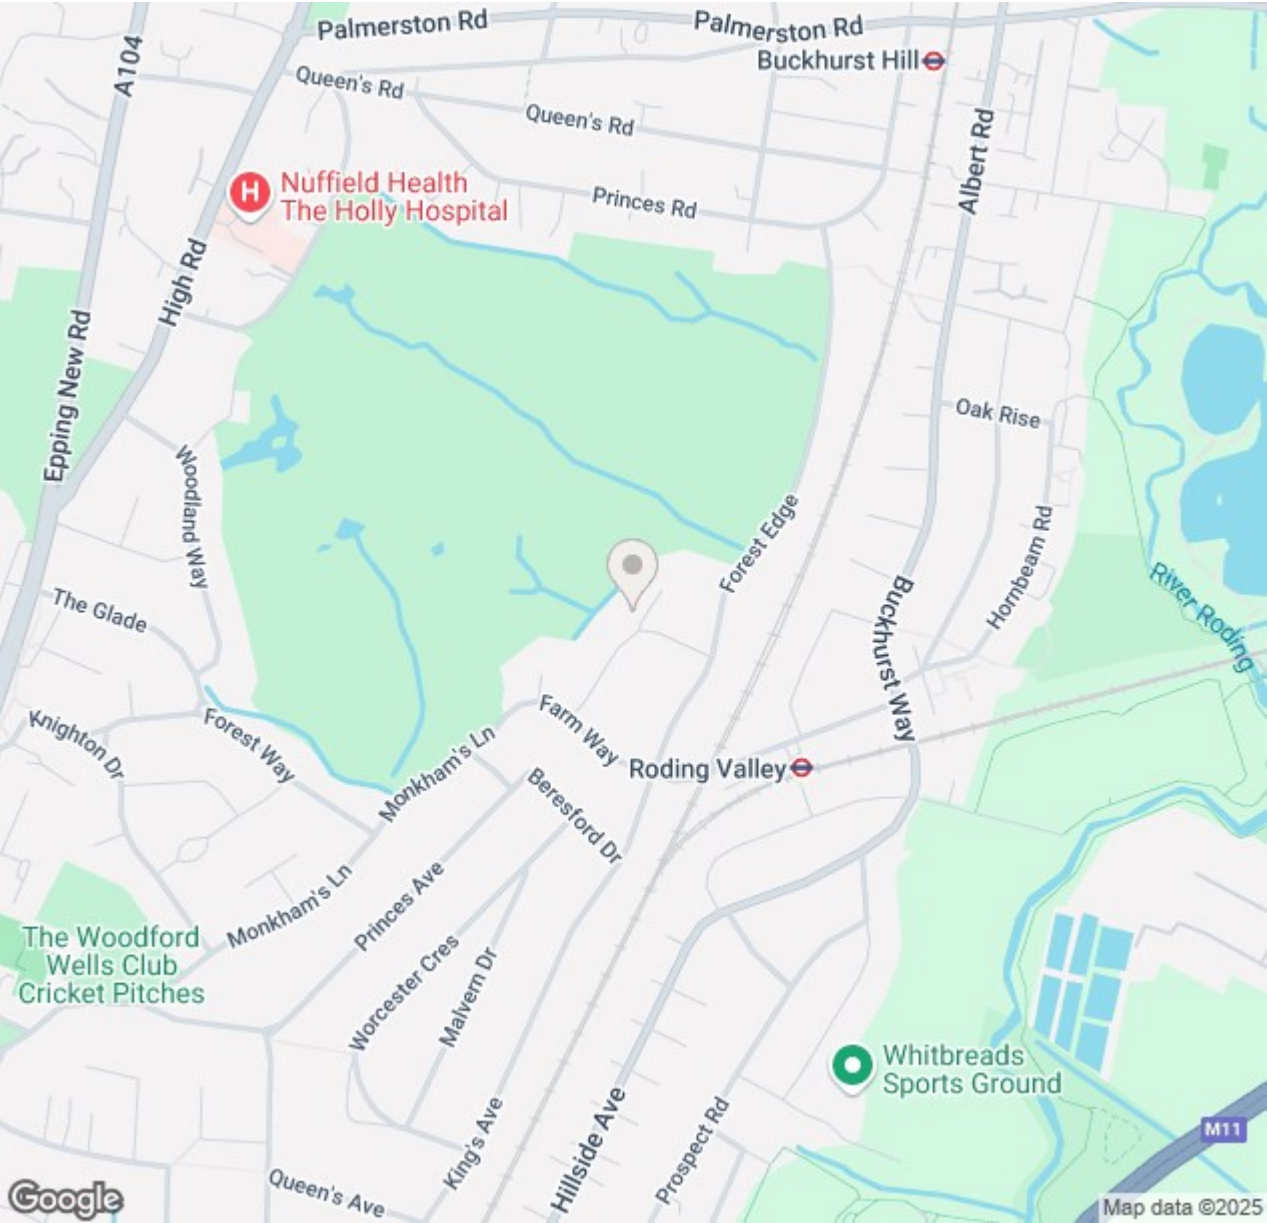 Palmerston Rd
Palmerston Rd
Buckhurst Hill
A104
Queen's Rd
Queen's Rd
Albert Rd
Nuffield Health
The Holly Hospital
Princes Rd
High Rd
Epping New Rd
Oak Rise
Woodland Way
Forest Edge
Hornbeam Rd
The Glade
Buckhurst Way
River Roding
Knighton Dr
Forest Way
Farm Way
Monkham's Ln
Roding Valley
Beresford Dr
Monkham's Ln
Princes Ave
The Woodford
Wells Club
Cricket Pitches
Worcester Cres
Malvern Dr
Whitbreads
Sports Ground
King's Ave
Hillside Ave
Prospect Rd
M11
Queen's Ave
Google
Map data ©2025
H